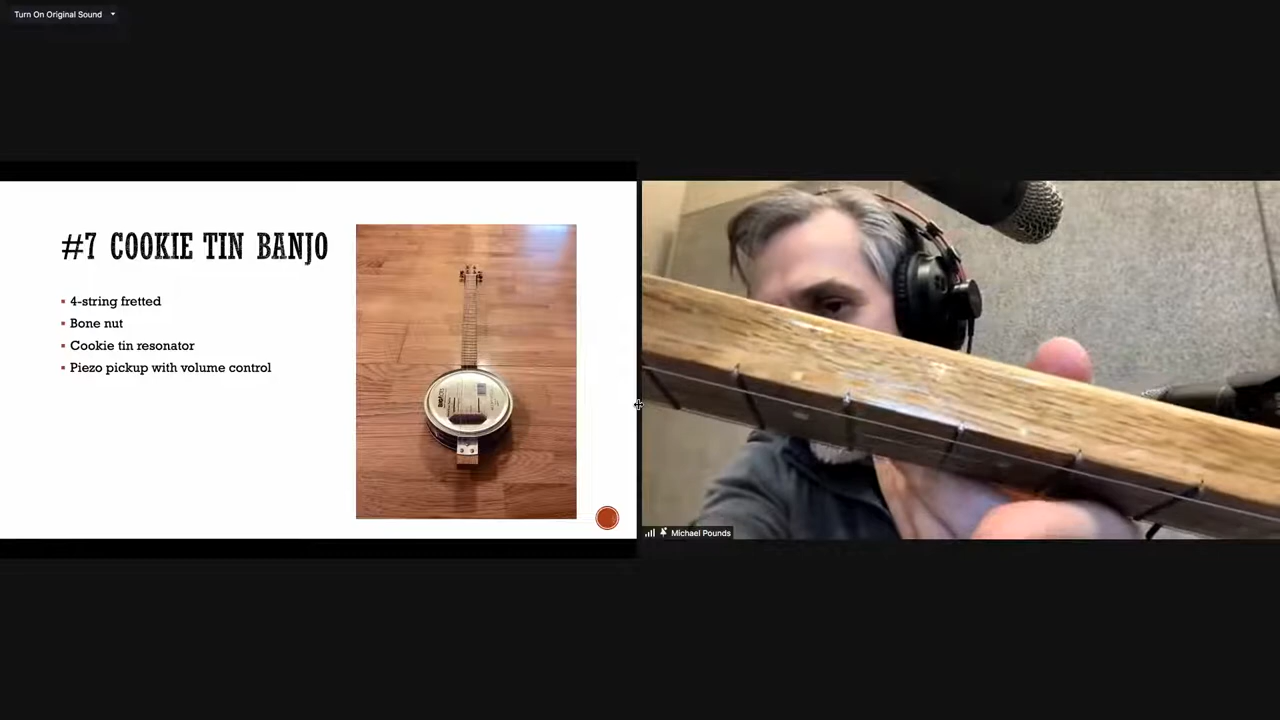 Turn On Original Sound
#7 COOKIE TIN BANJO
▪ 4-string fretted
▪ Bone nut
▪ Cookie tin resonator
▪ Piezo pickup with volume control
Michael Pounds